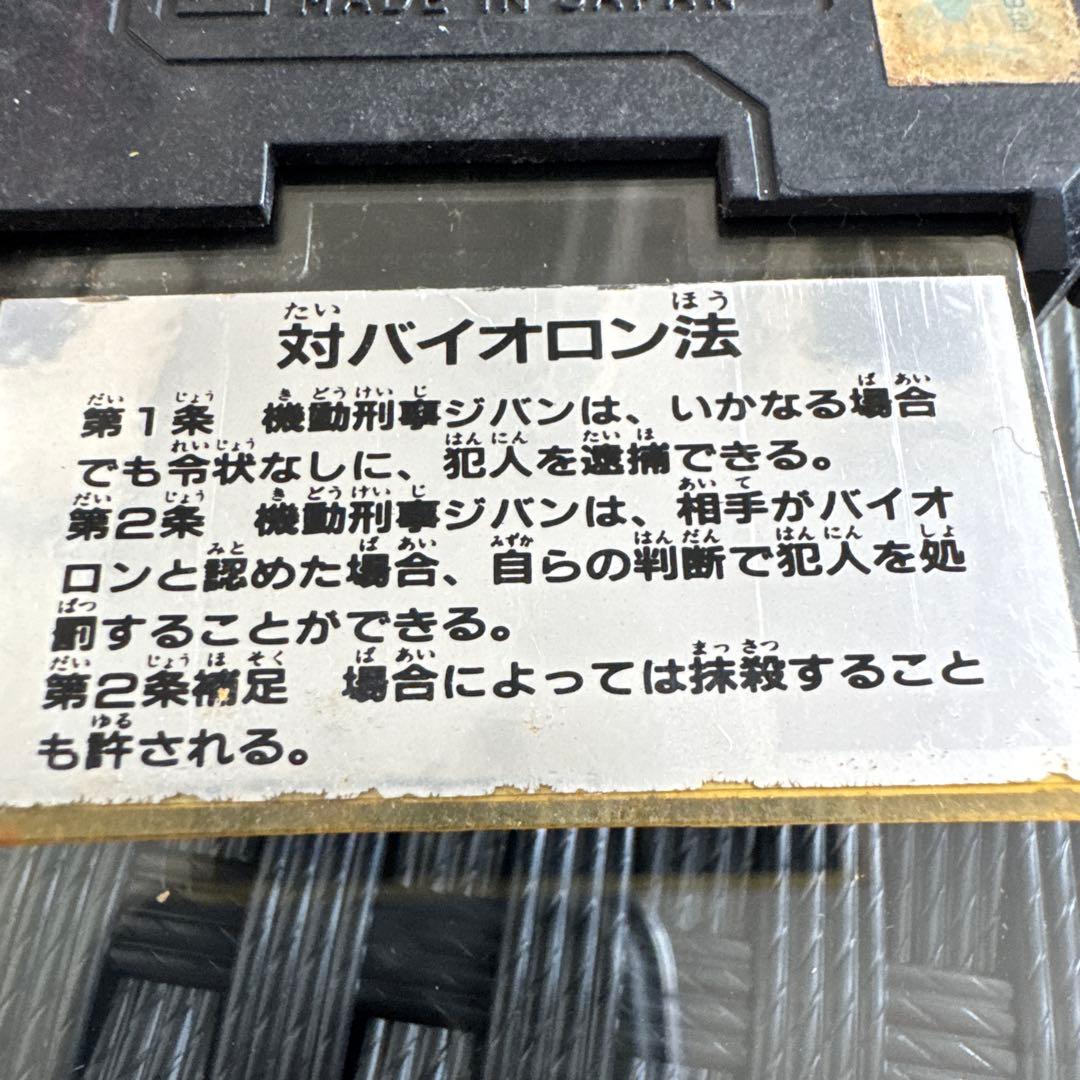 MADE IN JAPAN
対バイオロン法
第1条 機動刑事ジバンは、いかなる場合
でも令状なしに、犯人を逮捕できる。
第2条 機動刑事ジバンは、相手がバイオ
ロンと認めた場合、自らの判断で犯人を処
罰することができる。
第2条補足 場合によっては抹殺すること
も許される。